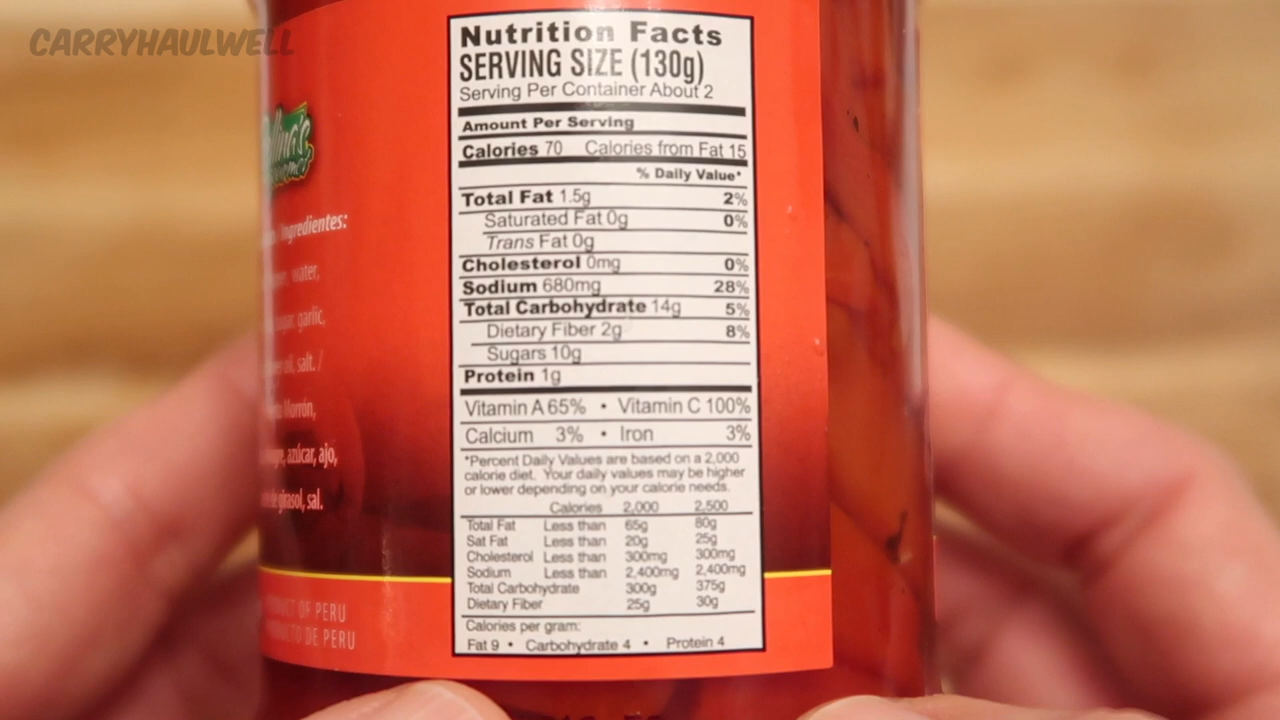 CARRYHAULWELL
Ingredientes:
water,
garlic,
oil, salt. /
Morrón,
azúcar, ajo,
de girasol, sal.
OF PERU
DE PERU
Nutrition Facts
SERVING SIZE (130g)
Serving Per Container About 2
Amount Per Serving
Calories 70 Calories from Fat 15
% Daily Value*
Total Fat 1.5g 2%
Saturated Fat 0g 0%
Trans Fat 0g
Cholesterol 0mg 0%
Sodium 680mg 28%
Total Carbohydrate 14g 5%
Dietary Fiber 2g 8%
Sugars 10g
Protein 1g
Vitamin A 65% • Vitamin C 100%
Calcium 3% • Iron 3%
*Percent Daily Values are based on a 2,000
calorie diet. Your daily values may be higher
or lower depending on your calorie needs.
Calories 2,000 2,500
Total Fat Less than 65g 80g
Sat Fat Less than 20g 25g
Cholesterol Less than 300mg 300mg
Sodium Less than 2,400mg 2,400mg
Total Carbohydrate 300g 375g
Dietary Fiber 25g 30g
Calories per gram:
Fat 9 • Carbohydrate 4 • Protein 4